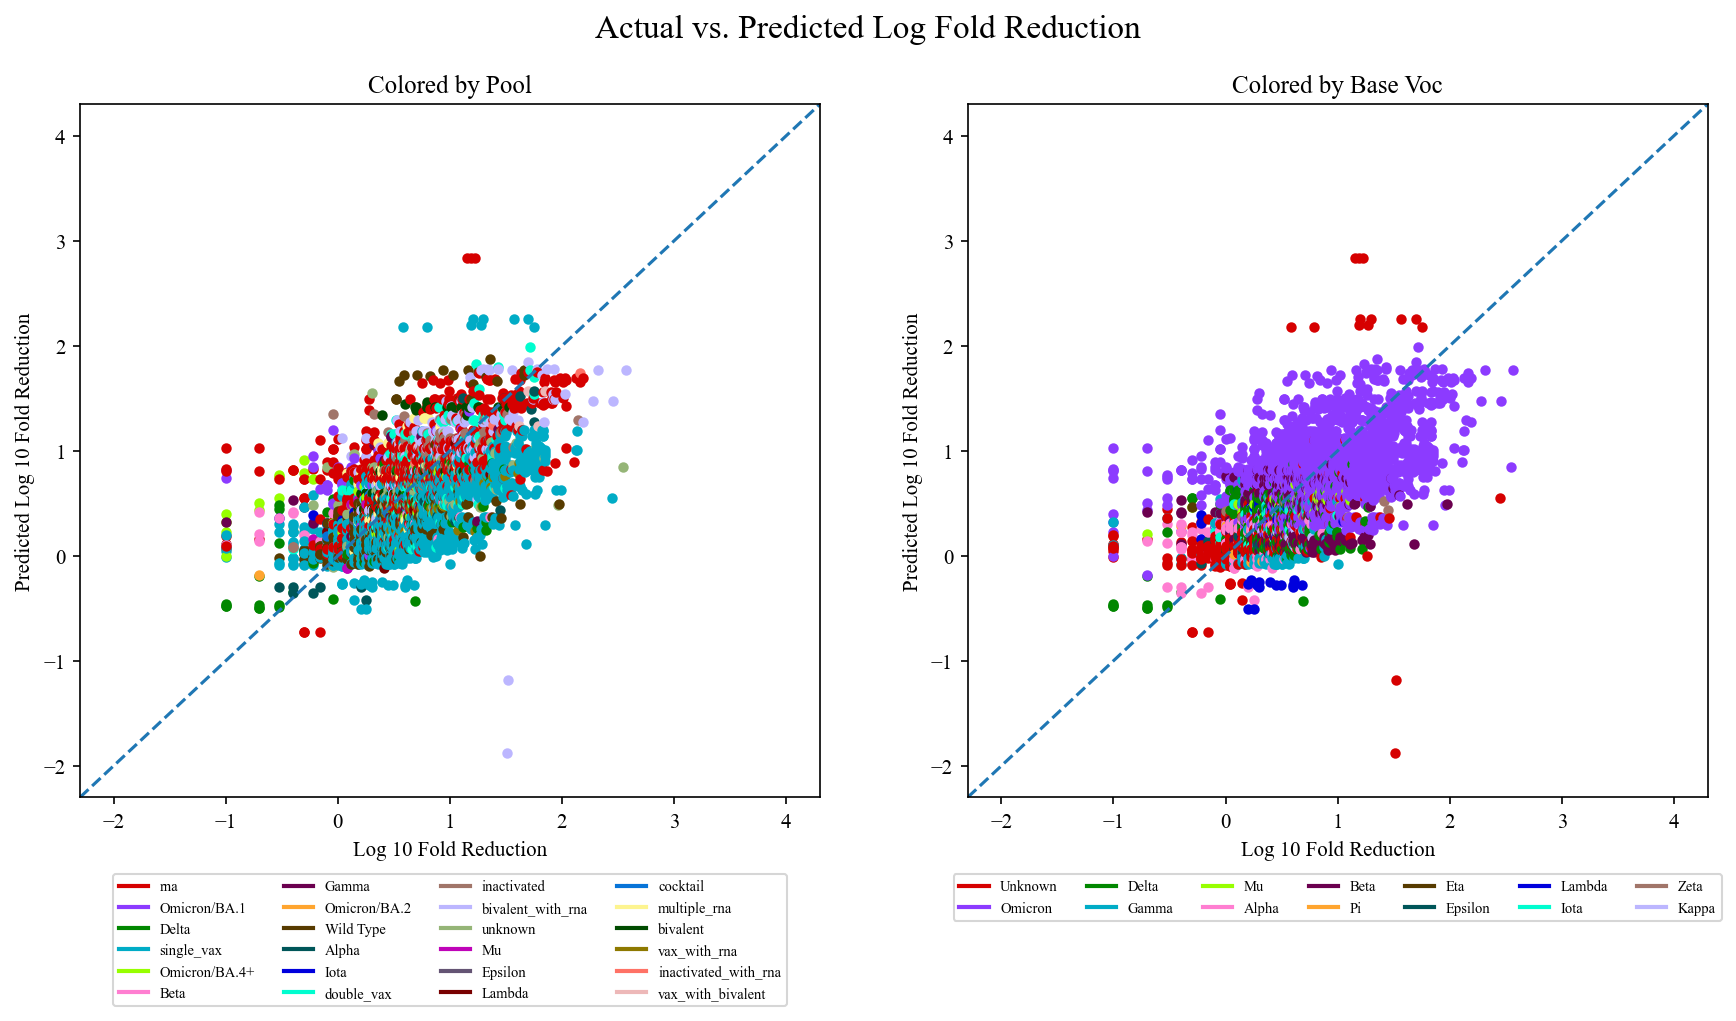 Actual vs. Predicted Log Fold Reduction
Colored by Pool
4
3
2
1
0
−1
−2
Predicted Log 10 Fold Reduction
−2 −1 0 1 2 3 4
Log 10 Fold Reduction
rna Gamma inactivated cocktail
Omicron/BA.1 Omicron/BA.2 bivalent_with_rna multiple_rna
Delta Wild Type unknown bivalent
single_vax Alpha Mu vax_with_rna
Omicron/BA.4+ Iota Epsilon inactivated_with_rna
Beta double_vax Lambda vax_with_bivalent
Colored by Base Voc
4
3
2
1
0
−1
−2
Predicted Log 10 Fold Reduction
−2 −1 0 1 2 3 4
Log 10 Fold Reduction
Unknown Delta Mu Beta Eta Lambda Zeta
Omicron Gamma Alpha Pi Epsilon Iota Kappa